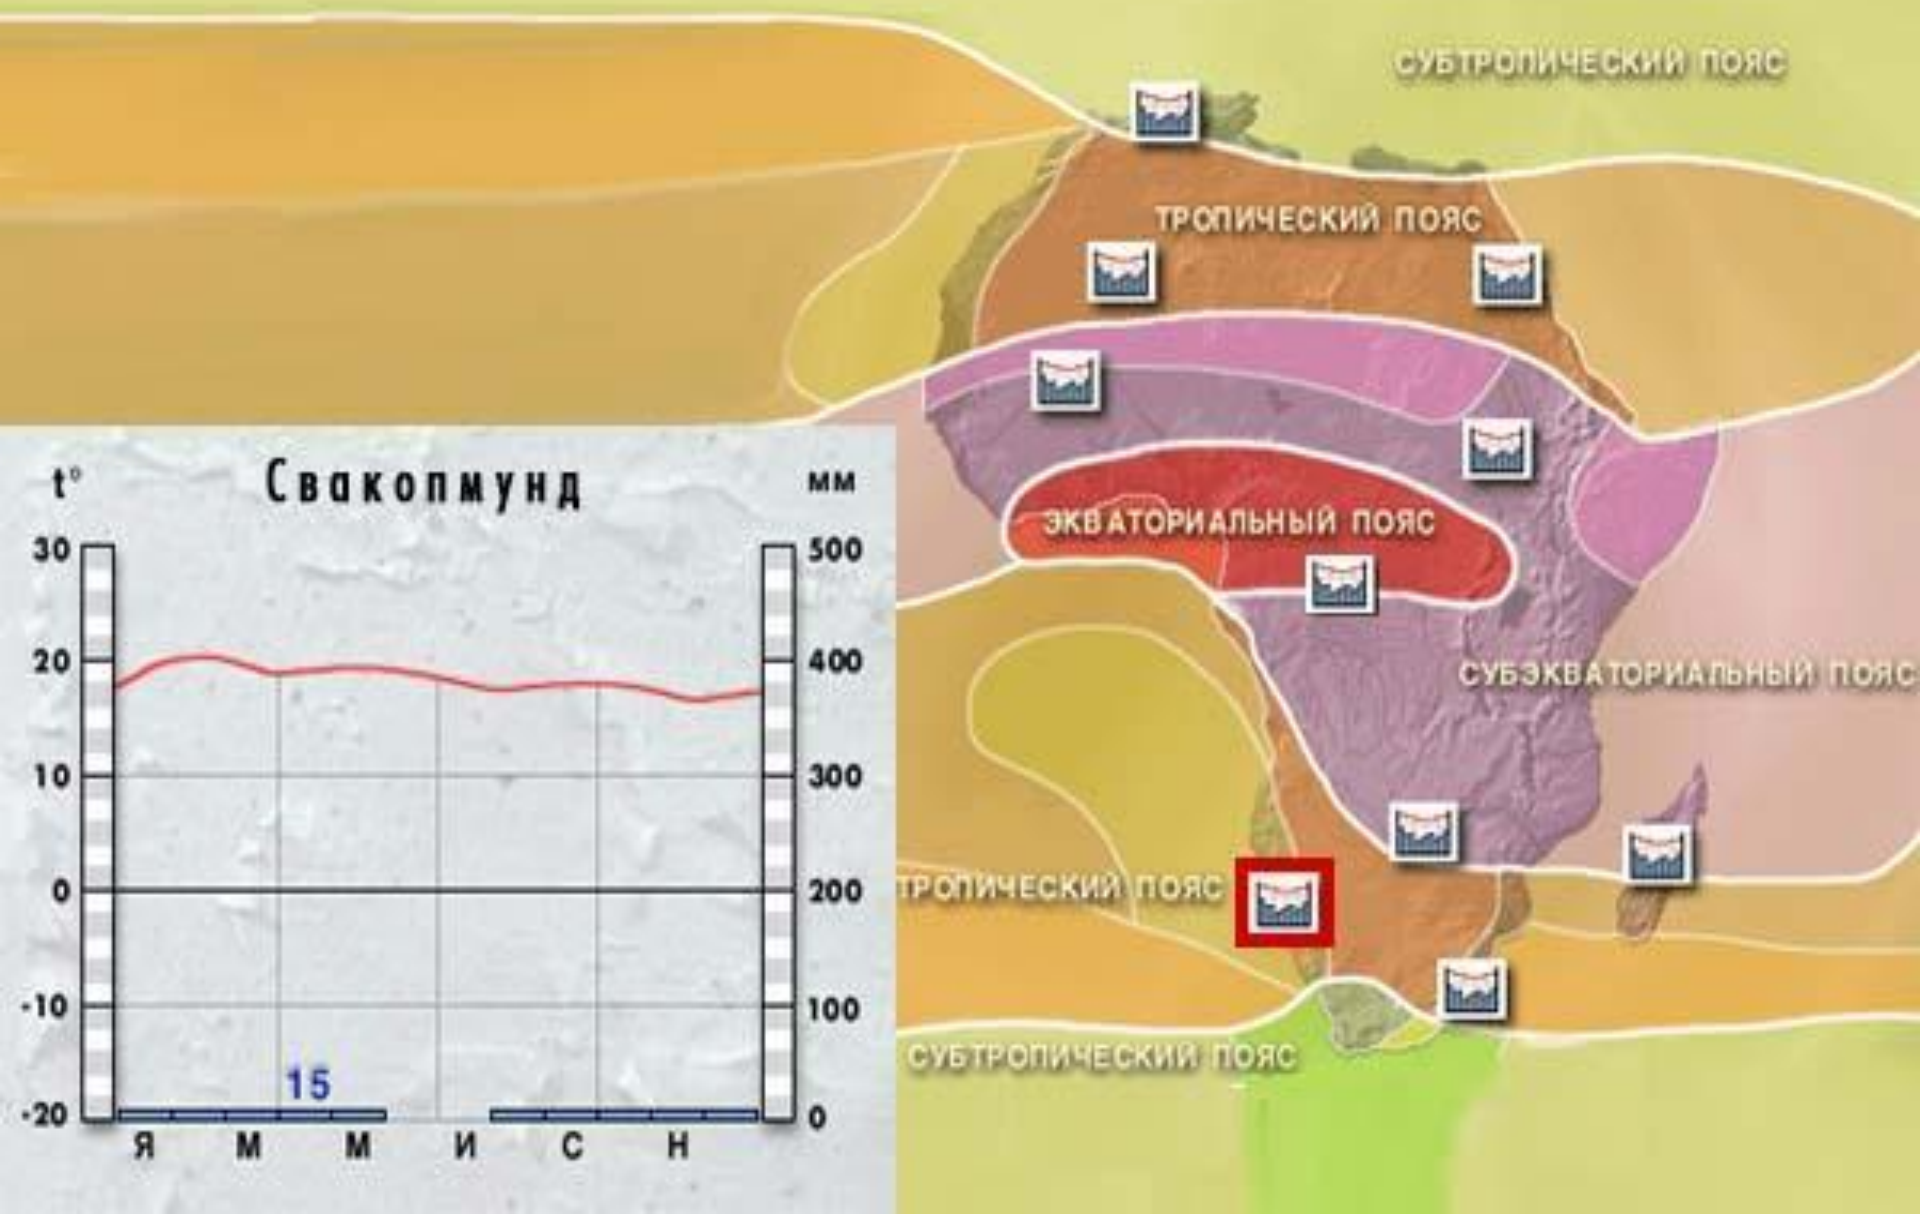 СУБТРОПИЧЕСКИЙ ПОЯС
ТРОПИЧЕСКИЙ ПОЯС
ЭКВАТОРИАЛЬНЫЙ ПОЯС
СУБЭКВАТОРИАЛЬНЫЙ ПОЯС
ТРОПИЧЕСКИЙ ПОЯС
СУБТРОПИЧЕСКИЙ ПОЯС
t° Свакопмунд мм
30 500
20 400
10 300
0 200
-10 100
15
-20 0
Я М М И С Н